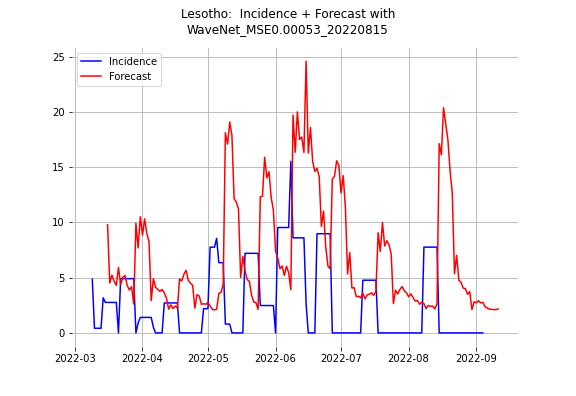 Lesotho:  Incidence + Forecast with
WaveNet_MSE0.00053_20220815
Incidence
Forecast
25
20
15
10
5
0
2022-03 2022-04 2022-05 2022-06 2022-07 2022-08 2022-09